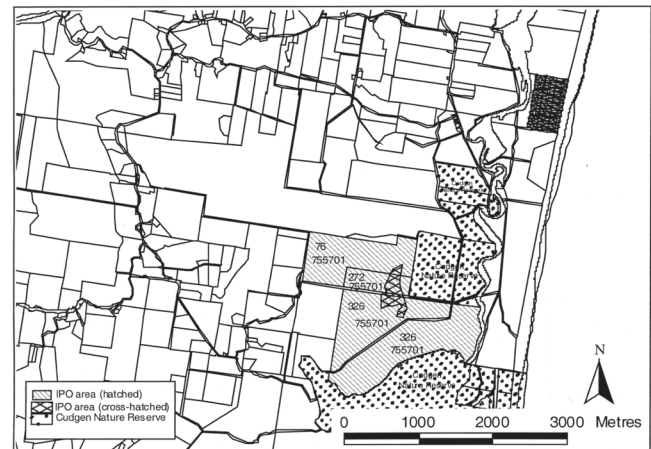 Cudgen
76
755701
Cudgen
Nature Reserve
272
755701
326
755701
326
755701
Cudgen
Nature Reserve
N
IPO area (hatched)
IPO area (cross-hatched)
Cudgen Nature Reserve
0 1000 2000 3000 Metres